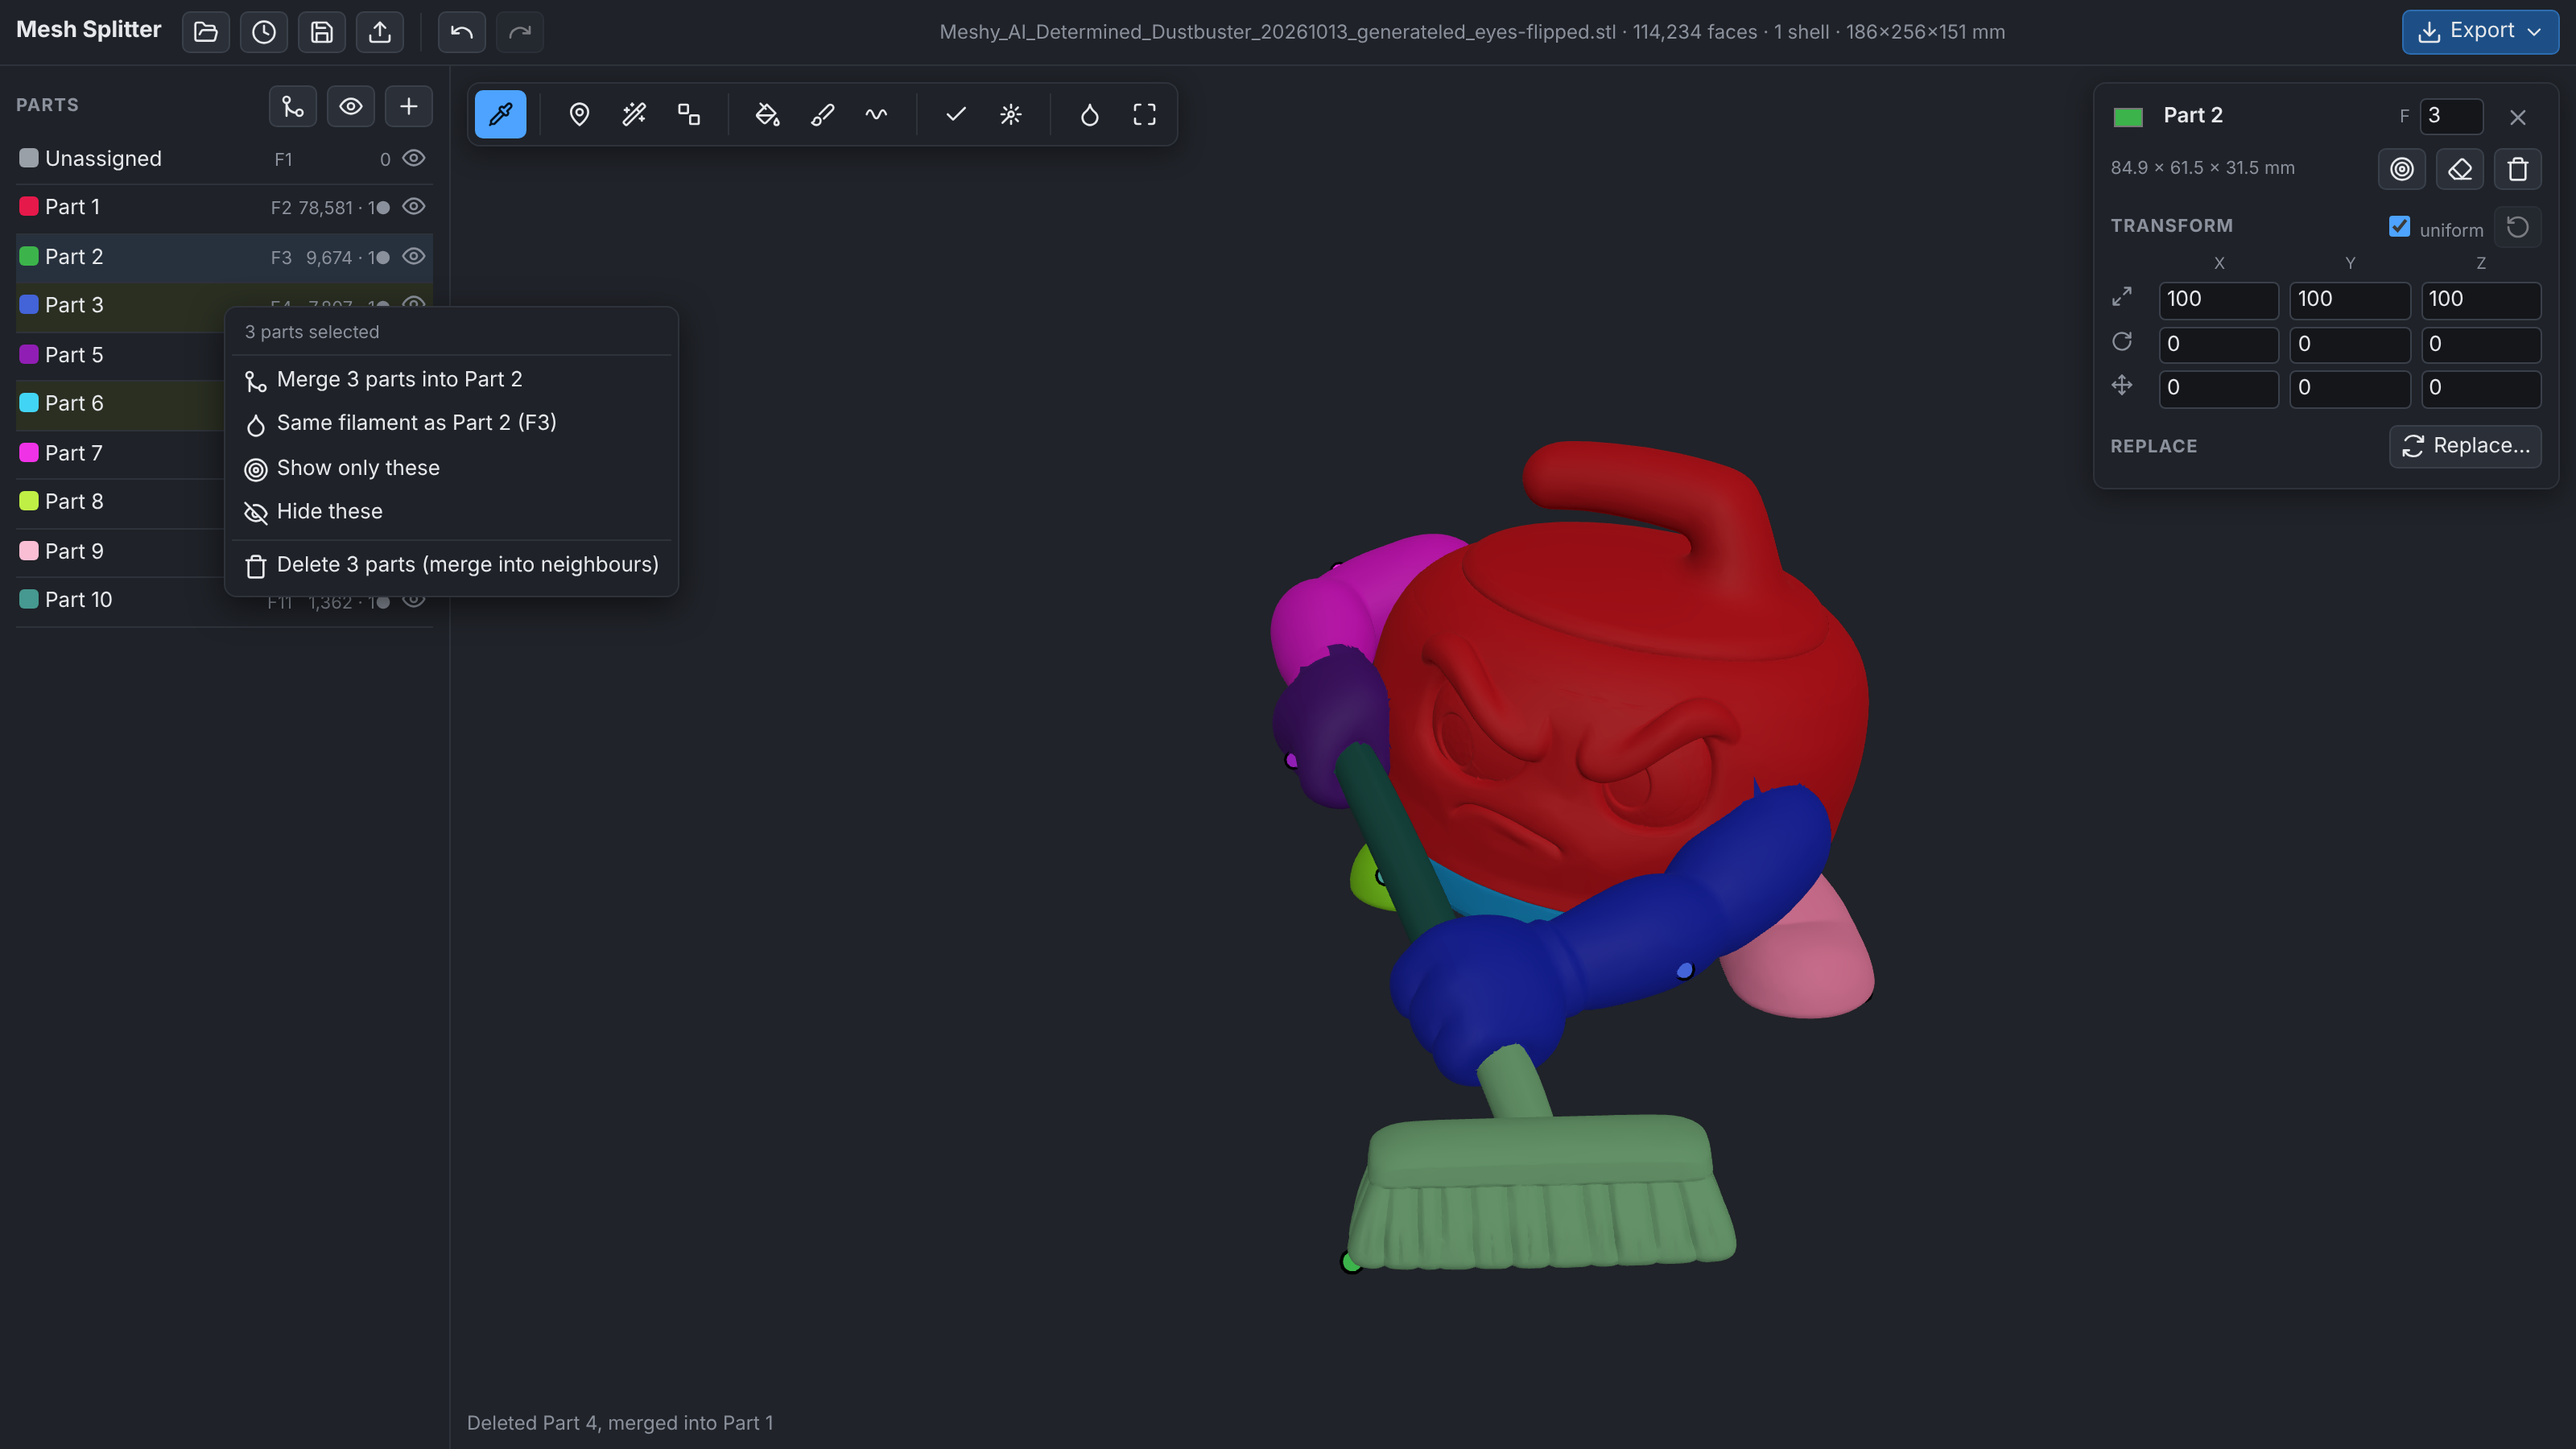 Mesh Splitter
Meshy_AI_Determined_Dustbuster_20261013_generateled_eyes-flipped.stl · 114,234 faces · 1 shell · 186×256×151 mm
Export
PARTS
Unassigned F1 0
Part 1 F2 78,581 · 1
Part 2 F3 9,674 · 1
Part 3
Part 5
Part 6
Part 7
Part 8
Part 9
Part 10 F11 1,362 · 1
3 parts selected
Merge 3 parts into Part 2
Same filament as Part 2 (F3)
Show only these
Hide these
Delete 3 parts (merge into neighbours)
Part 2 F 3
84.9 × 61.5 × 31.5 mm
TRANSFORM uniform
X Y Z
100 100 100
0 0 0
0 0 0
REPLACE Replace...
Deleted Part 4, merged into Part 1